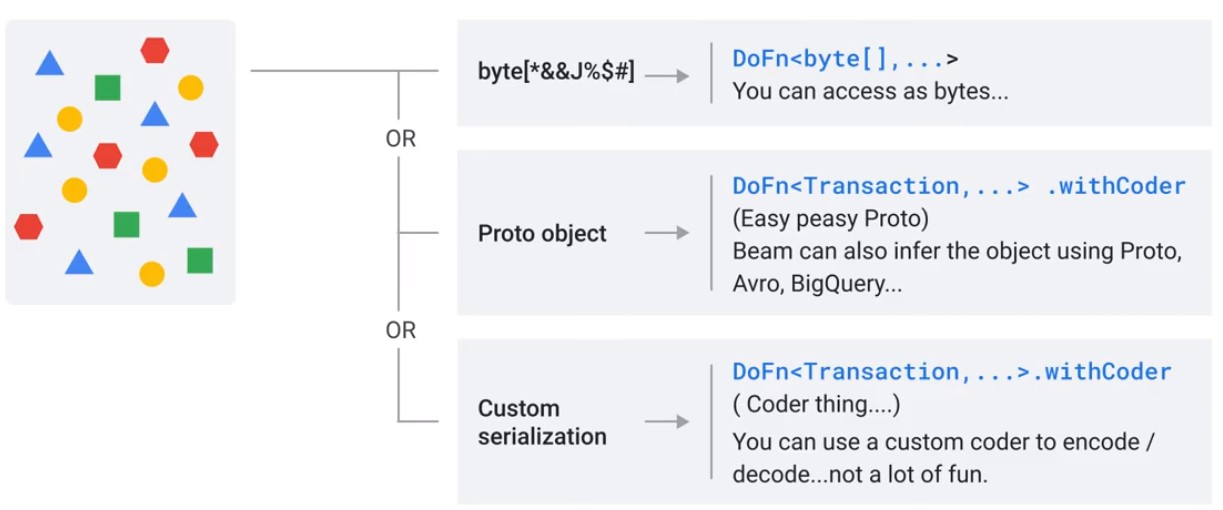 byte[*&&J%$#]
DoFn<byte[],...>
You can access as bytes...
OR
Proto object
DoFn<Transaction,...> .withCoder
(Easy peasy Proto)
Beam can also infer the object using Proto,
Avro, BigQuery...
OR
Custom
serialization
DoFn<Transaction,...>.withCoder
( Coder thing....)
You can use a custom coder to encode /
decode...not a lot of fun.